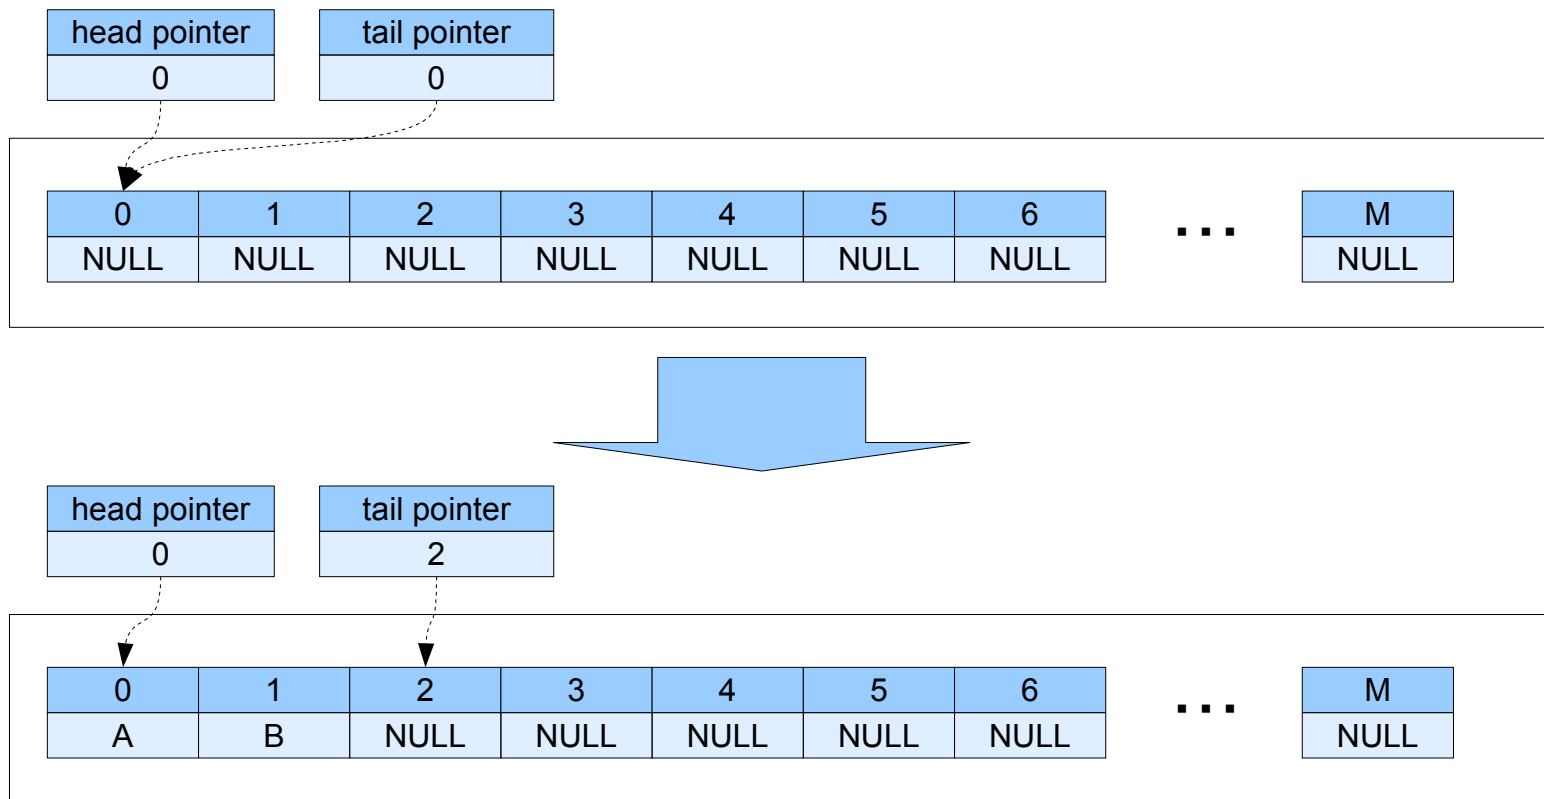 head pointer tail pointer
0 0
0 1 2 3 4 5 6 ... M
NULL NULL NULL NULL NULL NULL NULL NULL
head pointer tail pointer
0 2
0 1 2 3 4 5 6 ... M
A B NULL NULL NULL NULL NULL NULL